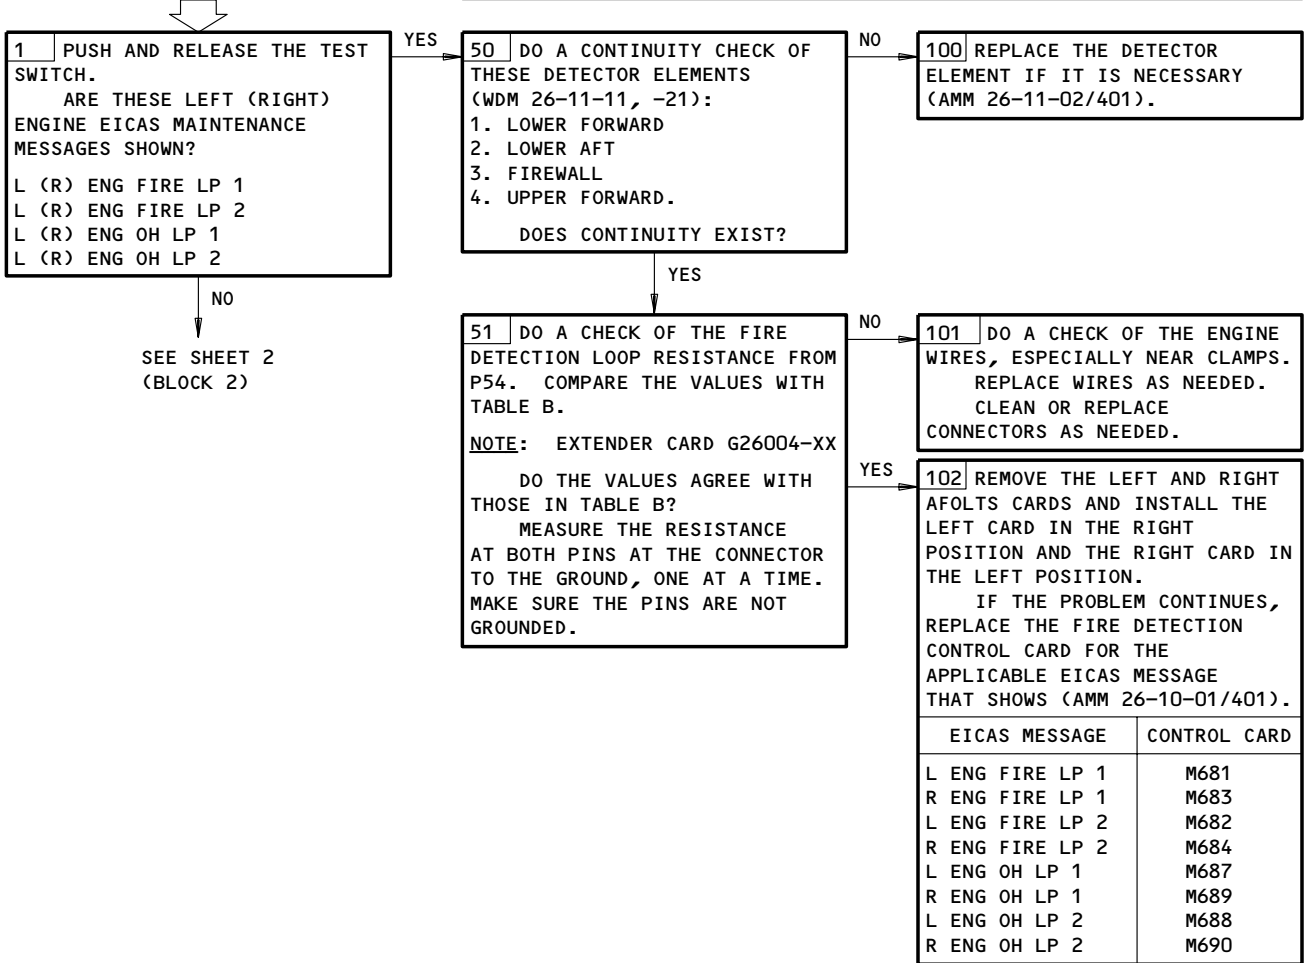 1 PUSH AND RELEASE THE TEST
SWITCH.
ARE THESE LEFT (RIGHT)
ENGINE EICAS MAINTENANCE
MESSAGES SHOWN?
L (R) ENG FIRE LP 1
L (R) ENG FIRE LP 2
L (R) ENG OH LP 1
L (R) ENG OH LP 2
NO
SEE SHEET 2
(BLOCK 2)
YES
50 DO A CONTINUITY CHECK OF
THESE DETECTOR ELEMENTS
(WDM 26-11-11, -21):
1. LOWER FORWARD
2. LOWER AFT
3. FIREWALL
4. UPPER FORWARD.
DOES CONTINUITY EXIST?
NO
100 REPLACE THE DETECTOR
ELEMENT IF IT IS NECESSARY
(AMM 26-11-02/401).
YES
51 DO A CHECK OF THE FIRE
DETECTION LOOP RESISTANCE FROM
P54. COMPARE THE VALUES WITH
TABLE B.
NOTE: EXTENDER CARD G26004-XX
DO THE VALUES AGREE WITH
THOSE IN TABLE B?
MEASURE THE RESISTANCE
AT BOTH PINS AT THE CONNECTOR
TO THE GROUND, ONE AT A TIME.
MAKE SURE THE PINS ARE NOT
GROUNDED.
NO
101 DO A CHECK OF THE ENGINE
WIRES, ESPECIALLY NEAR CLAMPS.
REPLACE WIRES AS NEEDED.
CLEAN OR REPLACE
CONNECTORS AS NEEDED.
YES
102 REMOVE THE LEFT AND RIGHT
AFOLTS CARDS AND INSTALL THE
LEFT CARD IN THE RIGHT
POSITION AND THE RIGHT CARD IN
THE LEFT POSITION.
IF THE PROBLEM CONTINUES,
REPLACE THE FIRE DETECTION
CONTROL CARD FOR THE
APPLICABLE EICAS MESSAGE
THAT SHOWS (AMM 26-10-01/401).
EICAS MESSAGE CONTROL CARD
L ENG FIRE LP 1 M681
R ENG FIRE LP 1 M683
L ENG FIRE LP 2 M682
R ENG FIRE LP 2 M684
L ENG OH LP 1 M687
R ENG OH LP 1 M689
L ENG OH LP 2 M688
R ENG OH LP 2 M690